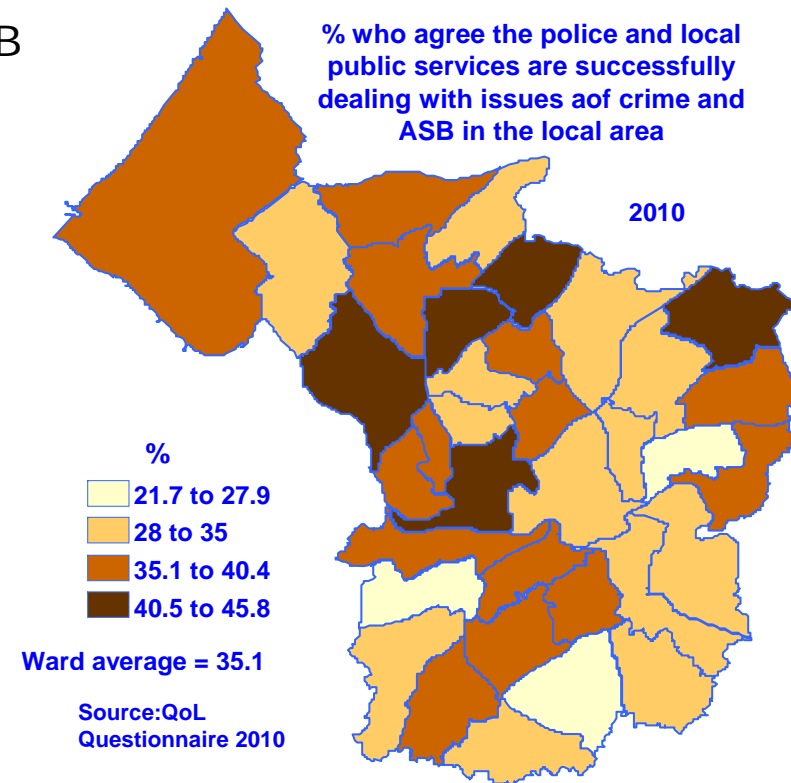 B
% who agree the police and local
public services are successfully
dealing with issues aof crime and
ASB in the local area
2010
%
21.7 to 27.9
28 to 35
35.1 to 40.4
40.5 to 45.8
Ward average = 35.1
Source:QoL
Questionnaire 2010